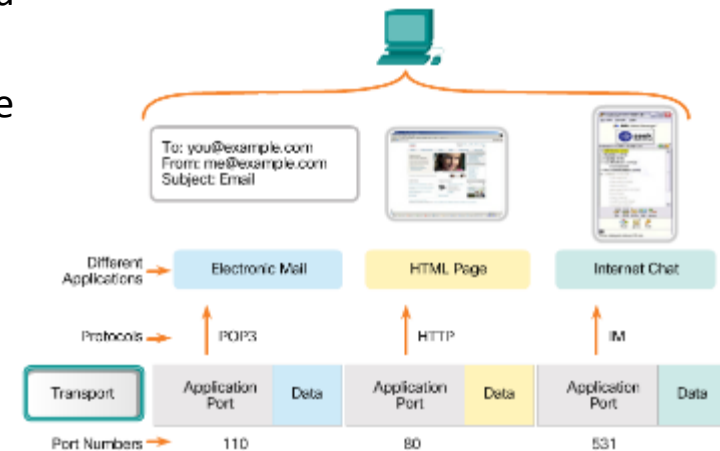 To: you@example.com
From: me@example.com
Subject: Email
Different Applications
Electronic Mail
HTML Page
Internet Chat
Protocols
POP3
HTTP
IM
Transport
Application Port
Data
Application Port
Data
Application Port
Data
Port Numbers
110
80
531